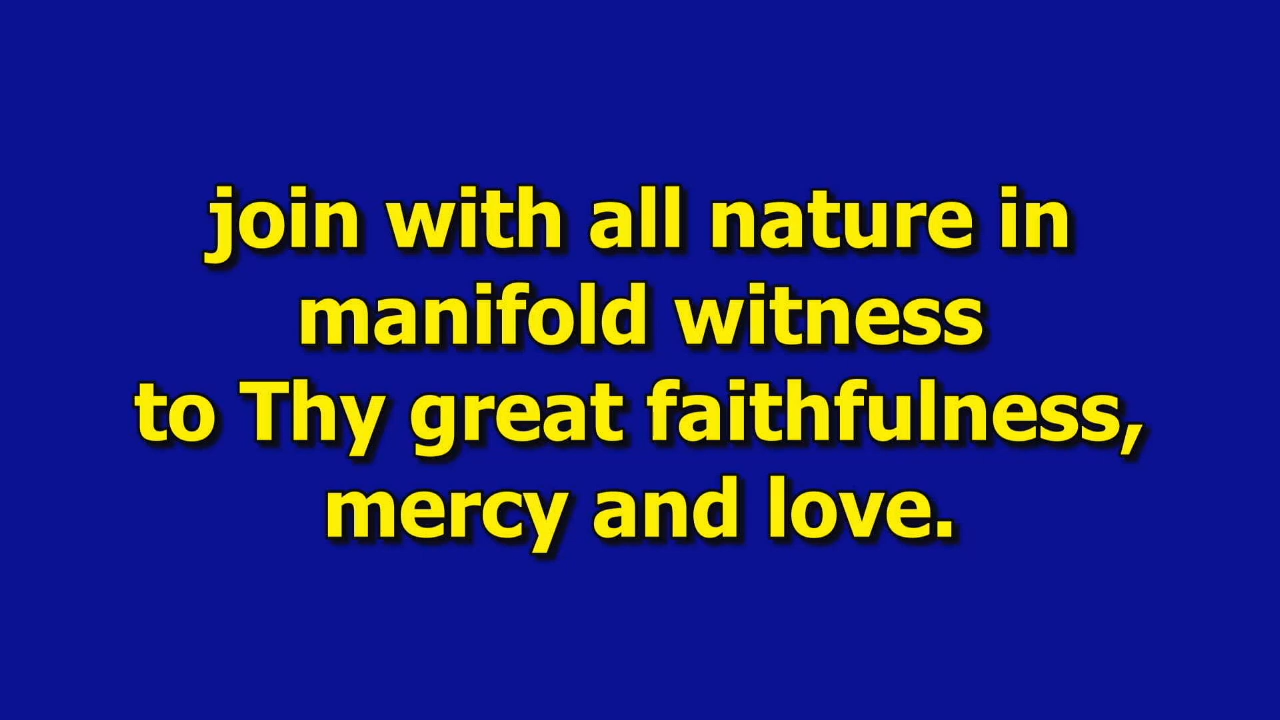 join with all nature in
manifold witness
to Thy great faithfulness,
mercy and love.